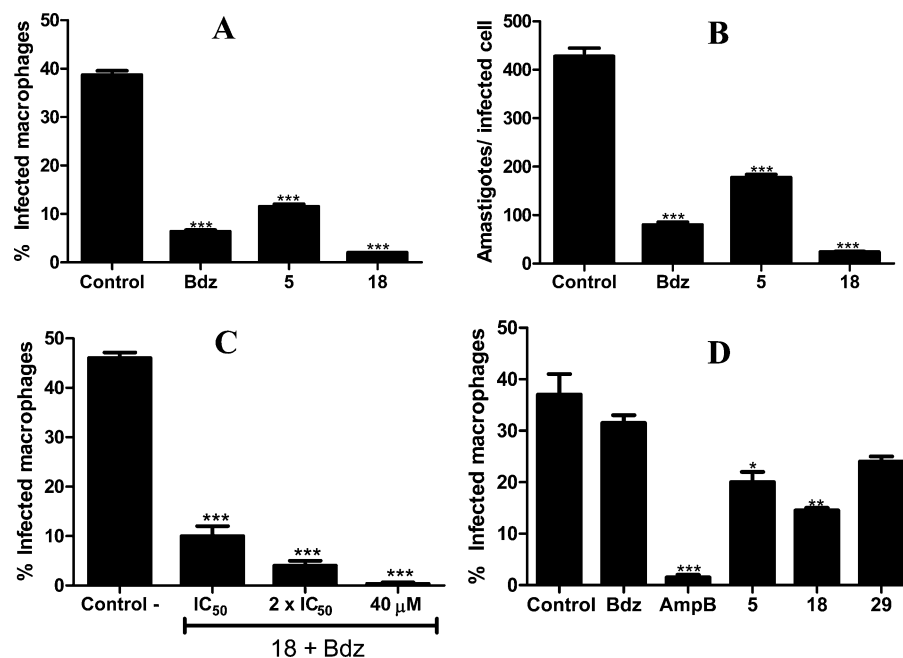 A
% Infected macrophages
50
40
30
20
10
0
***
***
***
Control Bdz 5 18
B
Amastigotes/ infected cell
500
400
300
200
100
0
***
***
***
Control Bdz 5 18
C
% Infected macrophages
50
40
30
20
10
0
***
***
***
Control - IC50 2 x IC50 40 μM
18 + Bdz
D
% Infected macrophages
50
40
30
20
10
0
***
*
**
Control Bdz AmpB 5 18 29